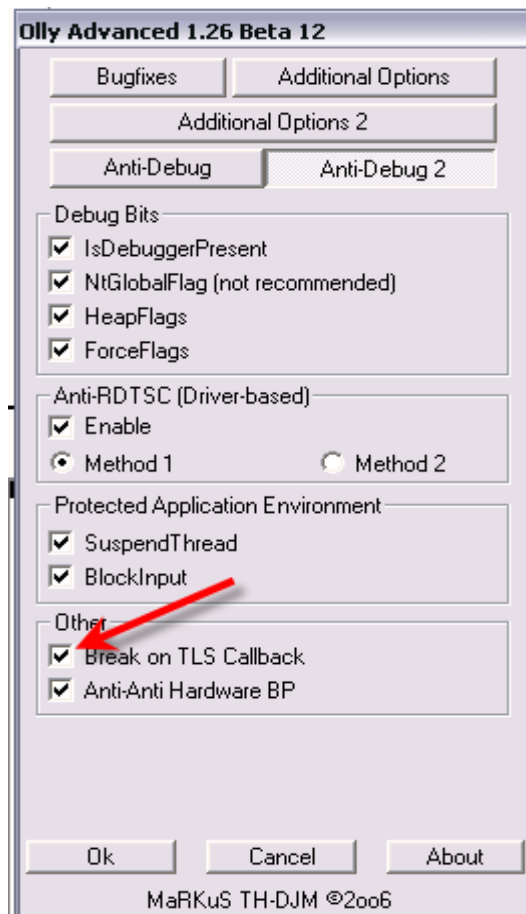 Olly Advanced 1.26 Beta 12
Bugfixes Additional Options
Additional Options 2
Anti-Debug Anti-Debug 2
Debug Bits
IsDebuggerPresent
NtGlobalFlag (not recommended)
HeapFlags
ForceFlags
Anti-RDTSC (Driver-based)
Enable
Method 1 Method 2
Protected Application Environment
SuspendThread
BlockInput
Other
Break on TLS Callback
Anti-Anti Hardware BP
Ok Cancel About
MaRKuS TH-DJM ©2oo6